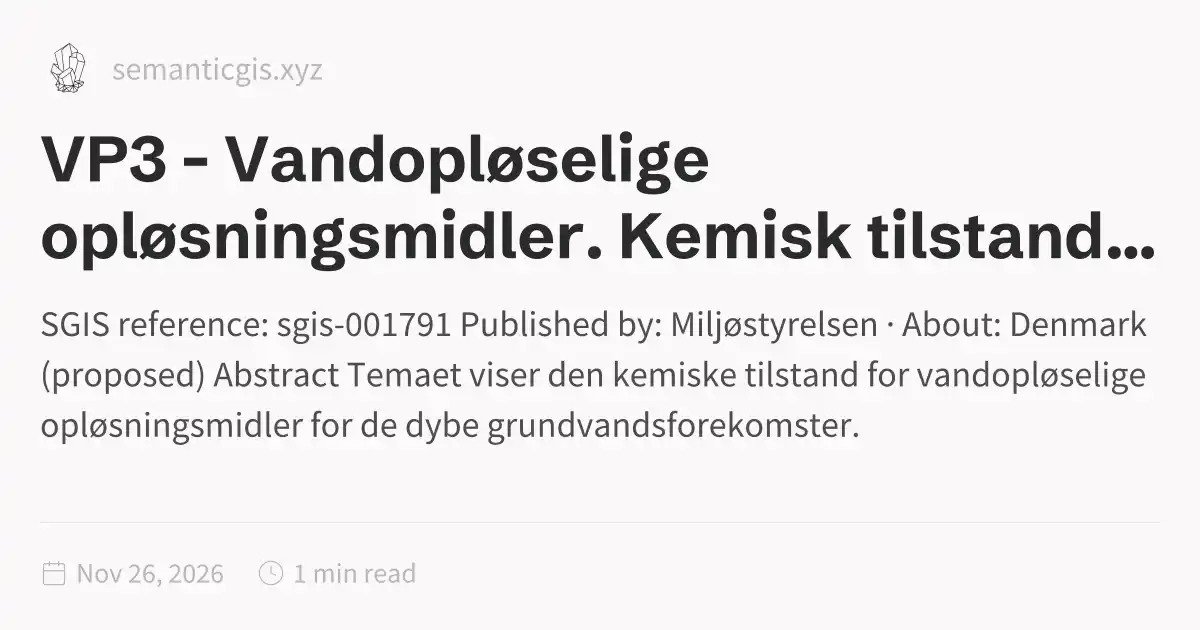 semanticgis.xyz
VP3 - Vandopløselige
opløsningsmidler. Kemisk tilstand...
SGIS reference: sgis-001791 Published by: Miljøstyrelsen · About: Denmark
(proposed) Abstract Temaet viser den kemiske tilstand for vandopløselige
opløsningsmidler for de dybe grundvandsforekomster.
Nov 26, 2026 1 min read